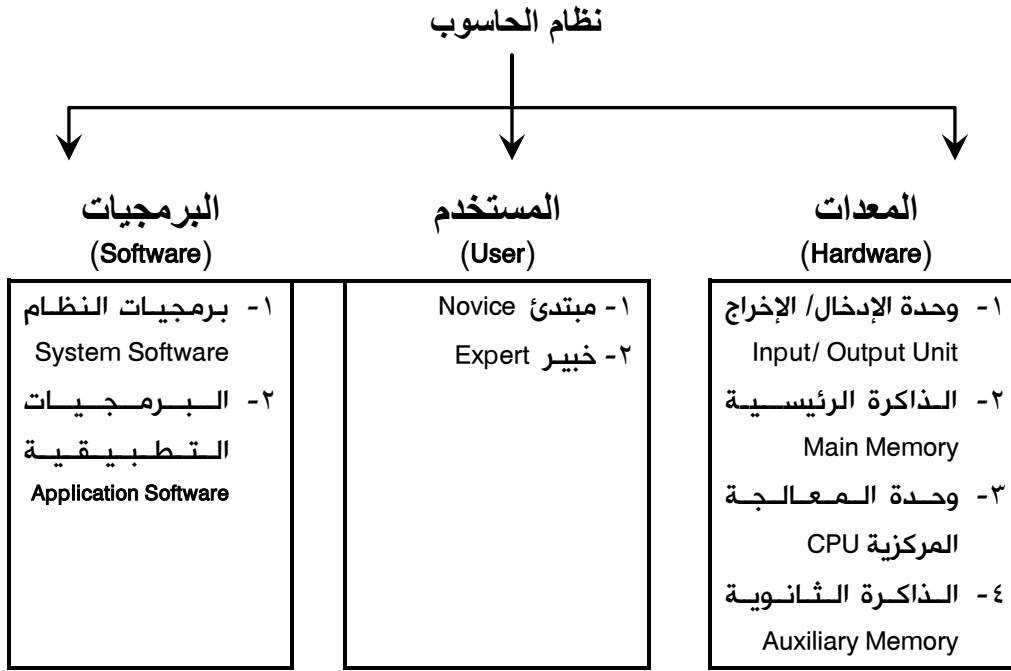 نظام الحاسوب
المعدات
(Hardware)
١- وحدة الإدخال/ الإخراج
Input/ Output Unit
٢- الذاكرة الرئيسية
Main Memory
٣- وحدة المعالجة
المركزية CPU
٤- الذاكرة الثانوية
Auxiliary Memory
المستخدم
(User)
١- مبتدئ Novice
٢- خبير Expert
البرمجيات
(Software)
١- برمجيات النظام
System Software
٢- البرمجيات
التطبيقية
Application Software